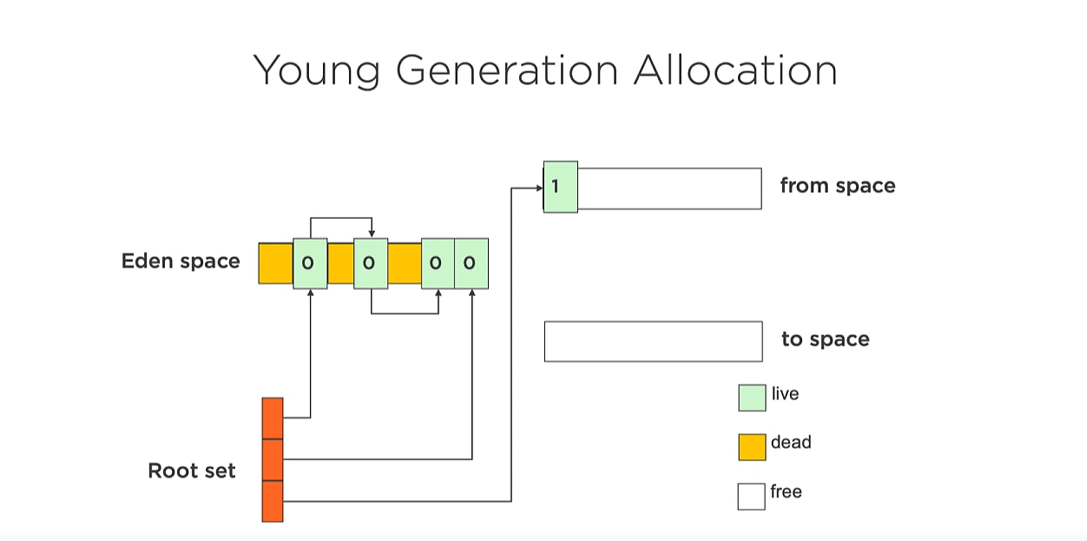 Young Generation Allocation
1
from space
Eden space
0 0 0 0
to space
live
dead
Root set
free